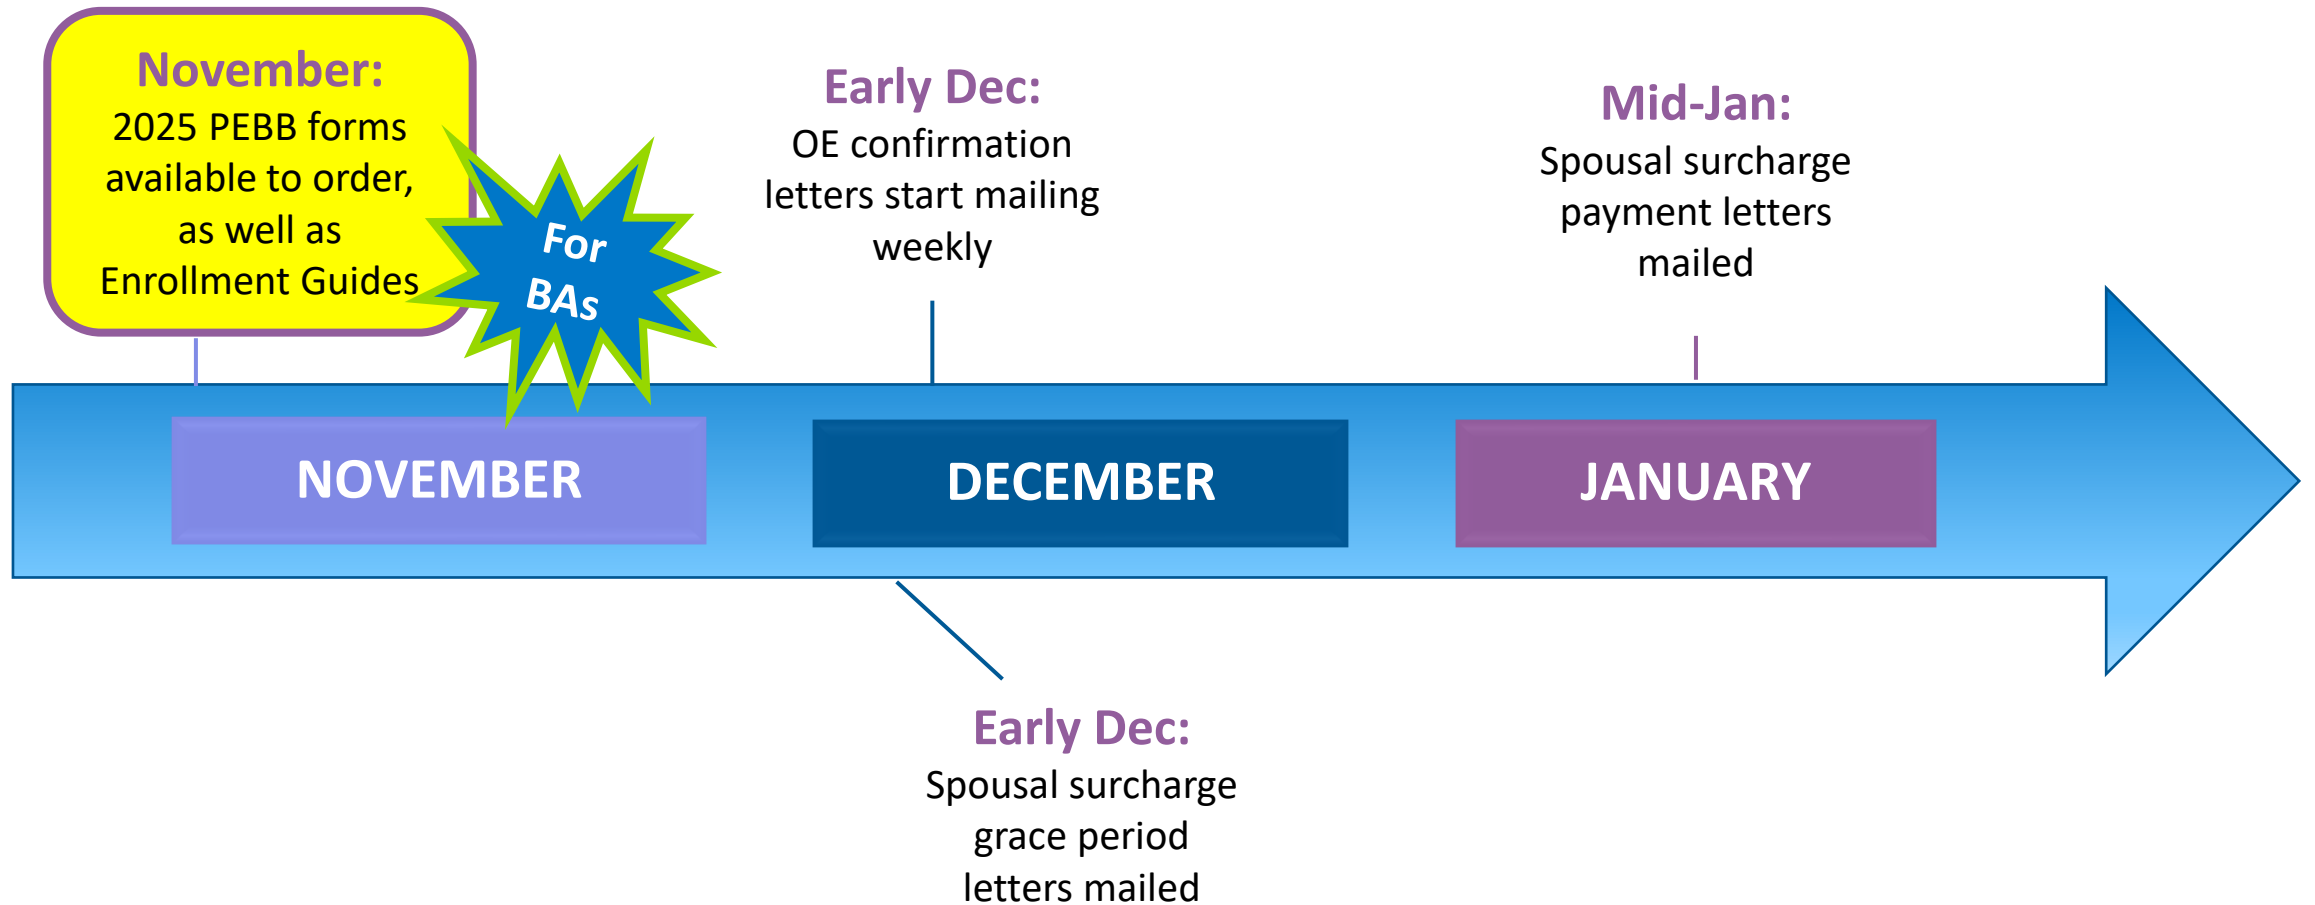 November:
2025 PEBB forms
available to order,
as well as
Enrollment Guides
For
BAs
Early Dec:
OE confirmation
letters start mailing
weekly
Mid-Jan:
Spousal surcharge
payment letters
mailed
NOVEMBER
DECEMBER
JANUARY
Early Dec:
Spousal surcharge
grace period
letters mailed